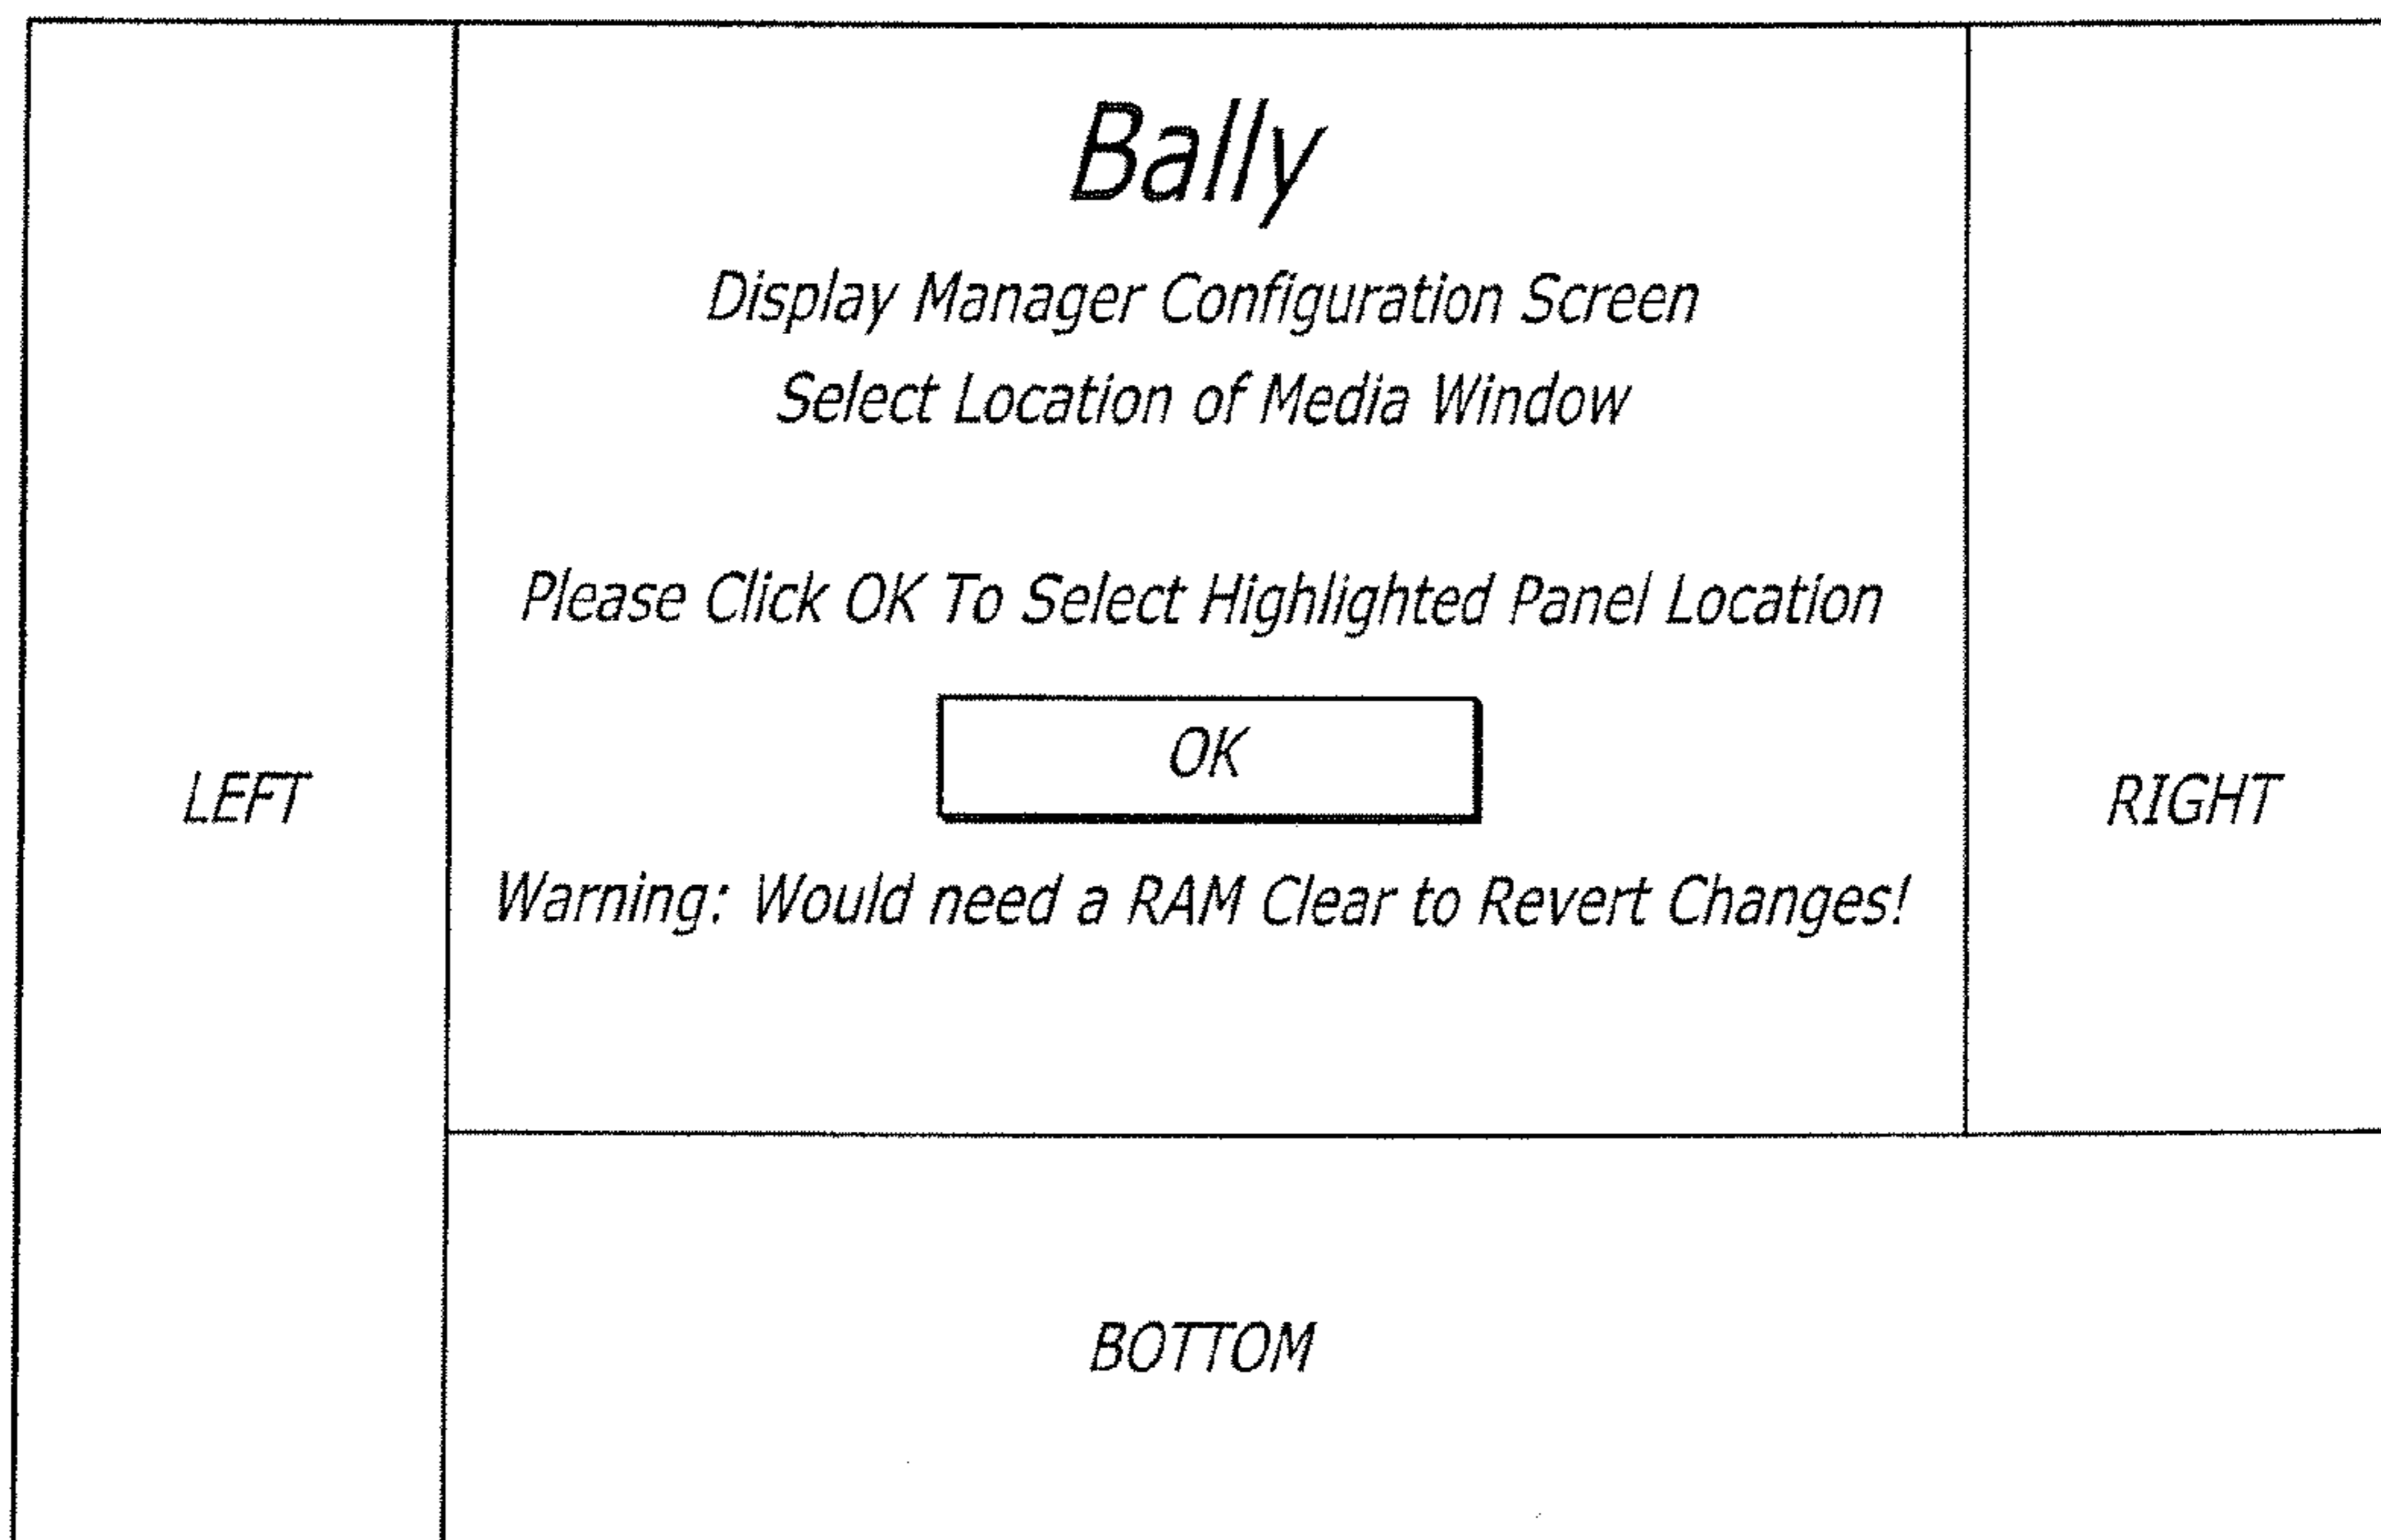 Bally
Display Manager Configuration Screen
Select Location of Media Window
Please Click OK To Select Highlighted Panel Location
OK
LEFT
RIGHT
Warning: Would need a RAM Clear to Revert Changes!
BOTTOM